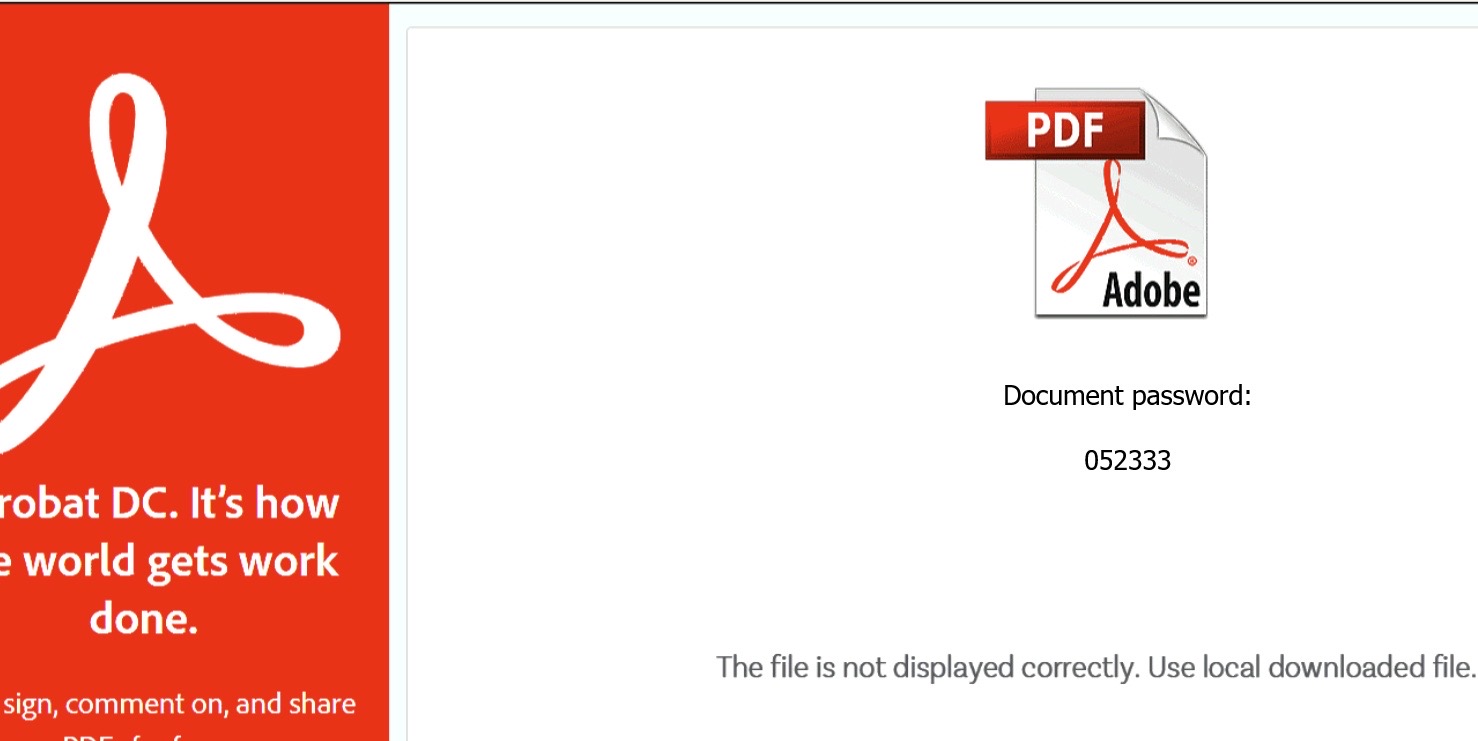 robat DC. It's how
e world gets work
done.
sign, comment on, and share
PDF
Adobe
Document password:
052333
The file is not displayed correctly. Use local downloaded file.